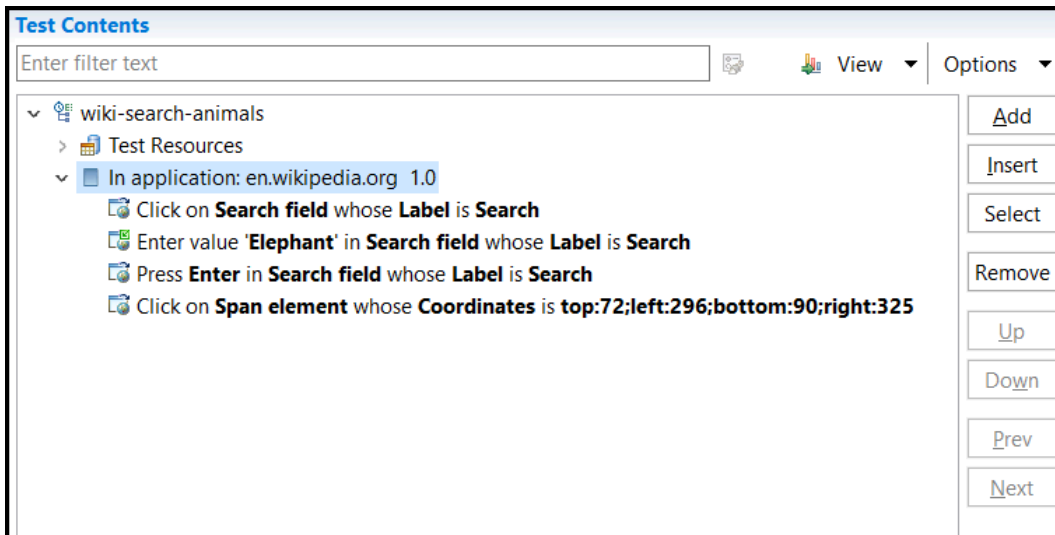 Test Contents
Enter filter text
View
Options
wiki-search-animals
Test Resources
In application: en.wikipedia.org 1.0
Click on Search field whose Label is Search
Enter value 'Elephant' in Search field whose Label is Search
Press Enter in Search field whose Label is Search
Click on Span element whose Coordinates is top:72;left:296;bottom:90;right:325
Add
Insert
Select
Remove
Up
Down
Prev
Next